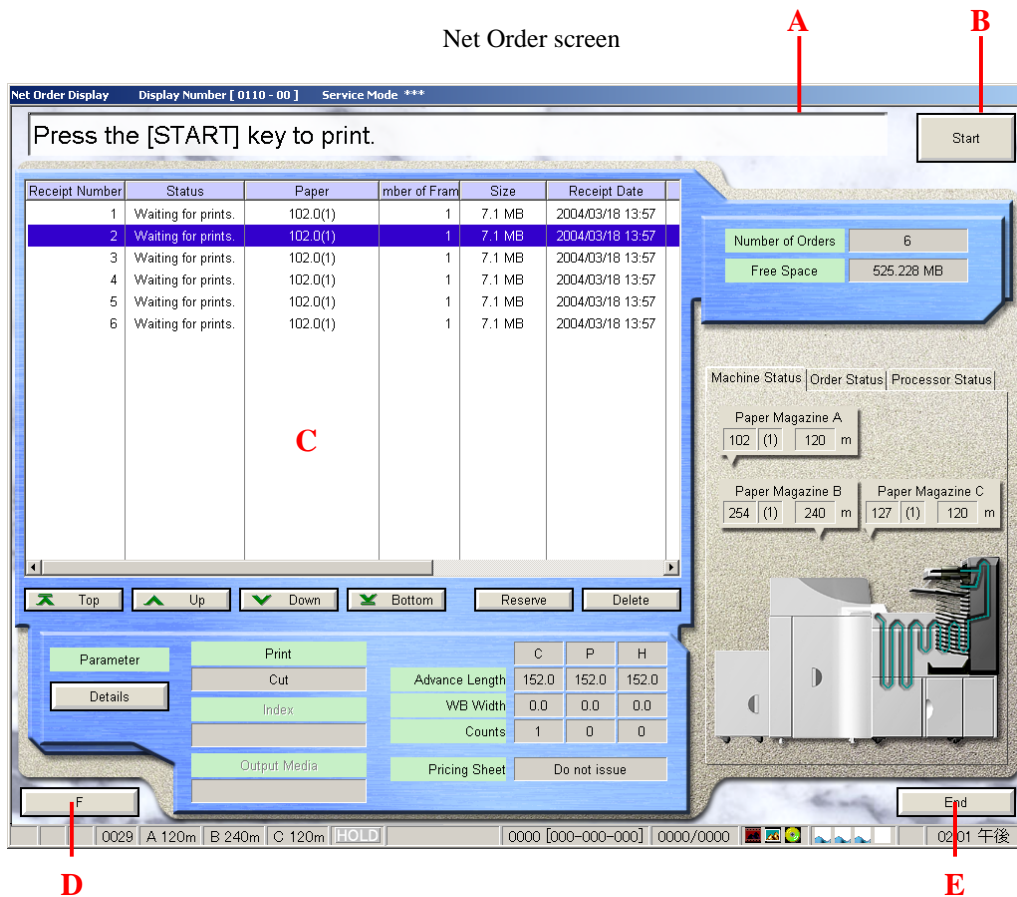 A
B
Net Order screen
Net Order Display Display Number [ 0110 - 00 ] Service Mode ***
Press the [START] key to print.
Start
Receipt Number Status Paper mber of Fram Size Receipt Date
1 Waiting for prints. 102.0(1) 1 7.1 MB 2004/03/18 13:57
2 Waiting for prints. 102.0(1) 1 7.1 MB 2004/03/18 13:57
3 Waiting for prints. 102.0(1) 1 7.1 MB 2004/03/18 13:57
4 Waiting for prints. 102.0(1) 1 7.1 MB 2004/03/18 13:57
5 Waiting for prints. 102.0(1) 1 7.1 MB 2004/03/18 13:57
6 Waiting for prints. 102.0(1) 1 7.1 MB 2004/03/18 13:57
C
Number of Orders 6
Free Space 525.228 MB
Machine Status Order Status Processor Status
Paper Magazine A
102 (1) 120 m
Paper Magazine B Paper Magazine C
254 (1) 240 m 127 (1) 120 m
Top Up Down Bottom Reserve Delete
Parameter
Details
Print
Cut
Index
Output Media
C P H
Advance Length 152.0 152.0 152.0
WB Width 0.0 0.0 0.0
Counts 1 0 0
Pricing Sheet Do not issue
F
End
0029 A 120m B 240m C 120m HOLD 0000 [000-000-000] 0000/0000 02:01 午後
D
E